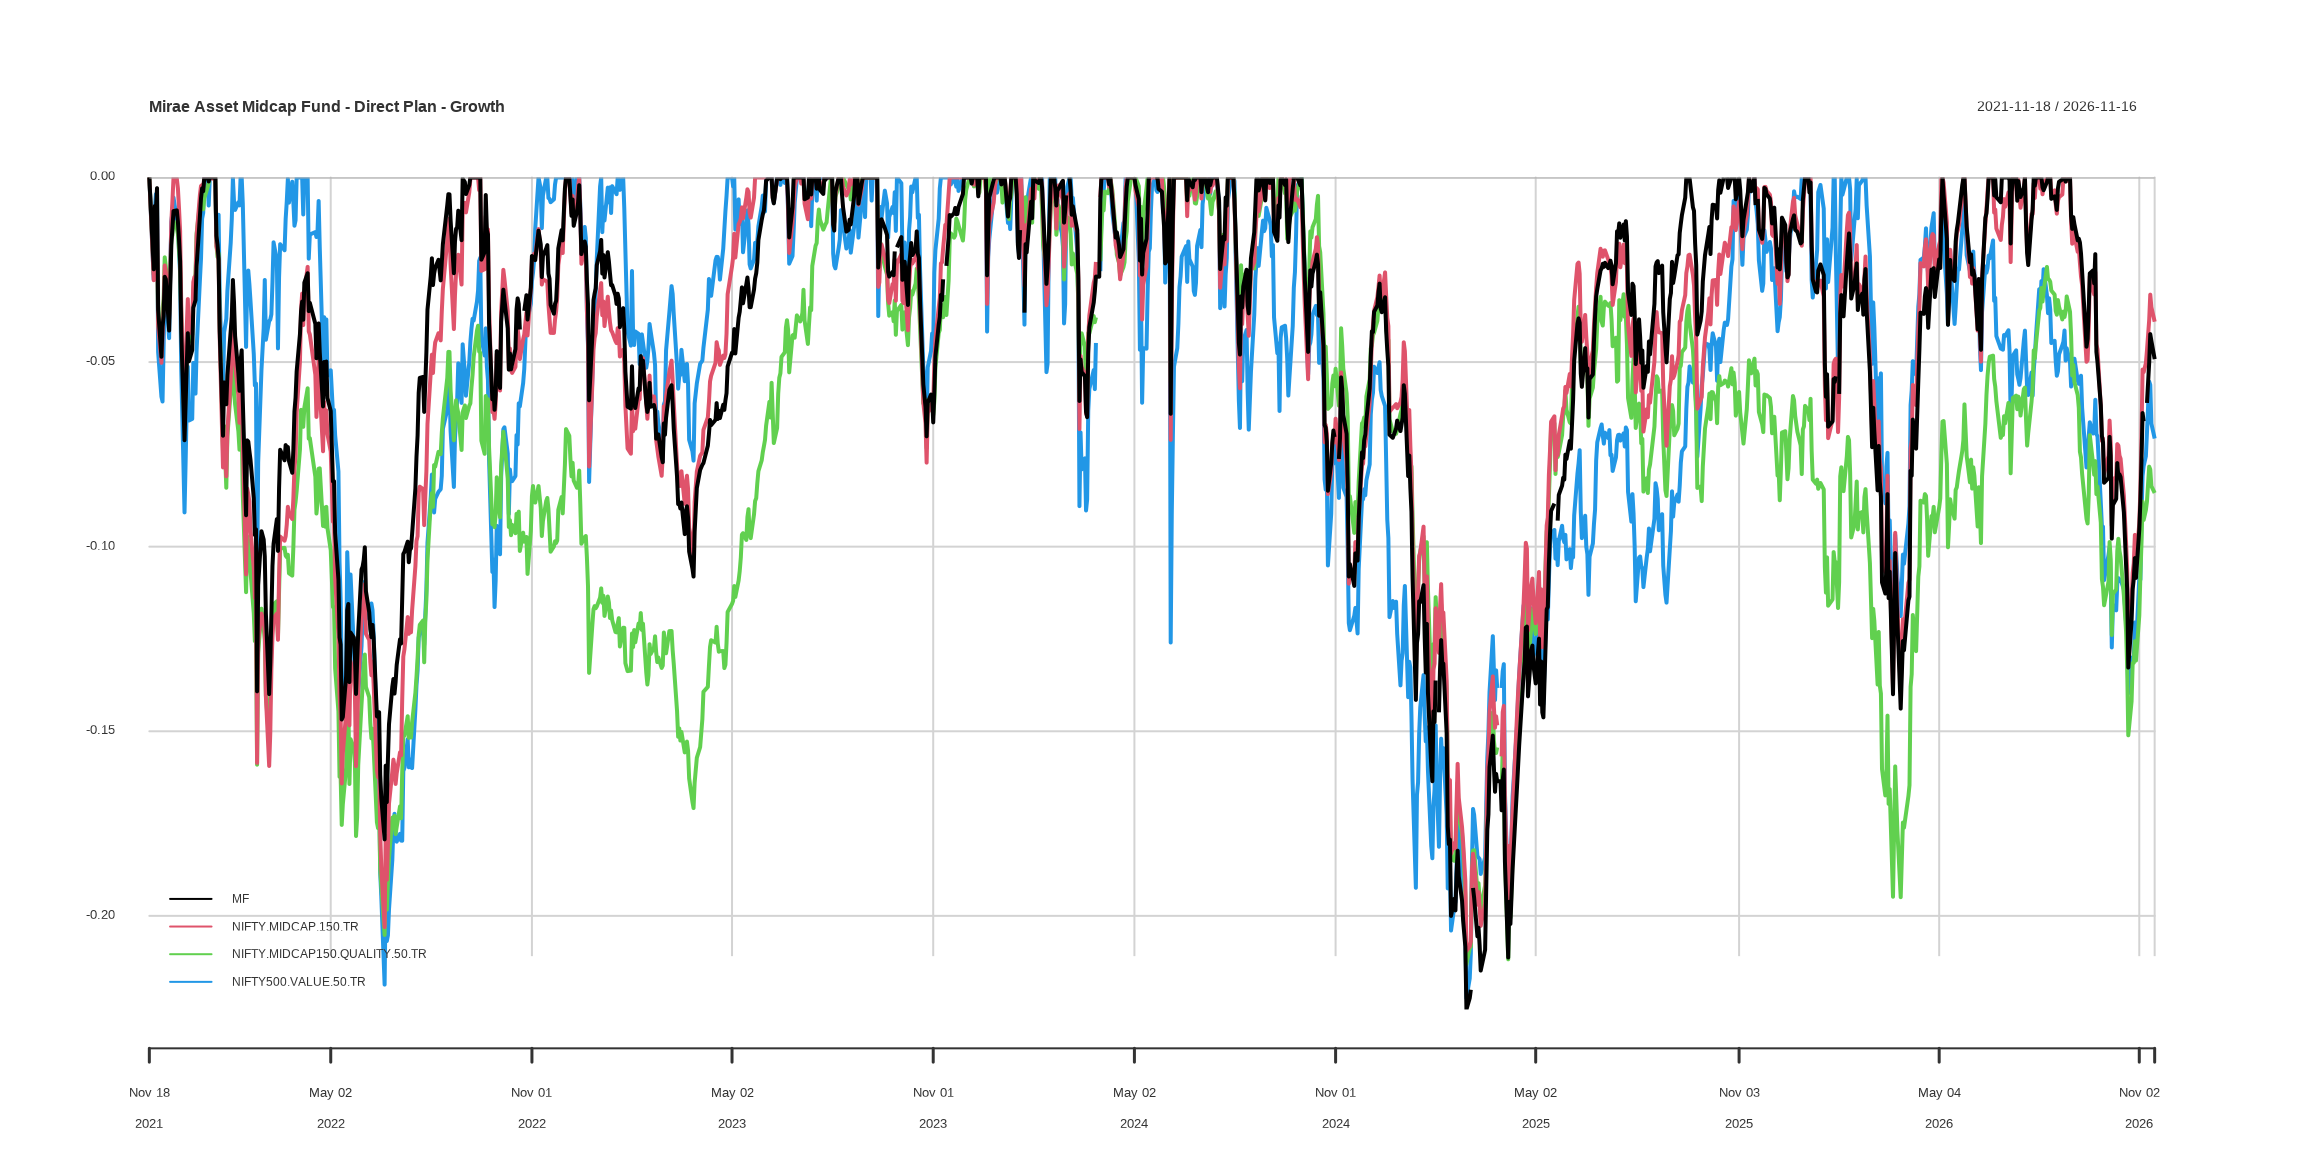 Mirae Asset Midcap Fund - Direct Plan - Growth
2021-11-18 / 2026-11-16
0.00
-0.05
-0.10
-0.15
-0.20
MF
NIFTY.MIDCAP.150.TR
NIFTY.MIDCAP150.QUALITY.50.TR
NIFTY500.VALUE.50.TR
Nov 18 May 02 Nov 01 May 02 Nov 01 May 02 Nov 01 May 02 Nov 03 May 04 Nov 02
2021 2022 2022 2023 2023 2024 2024 2025 2025 2026 2026